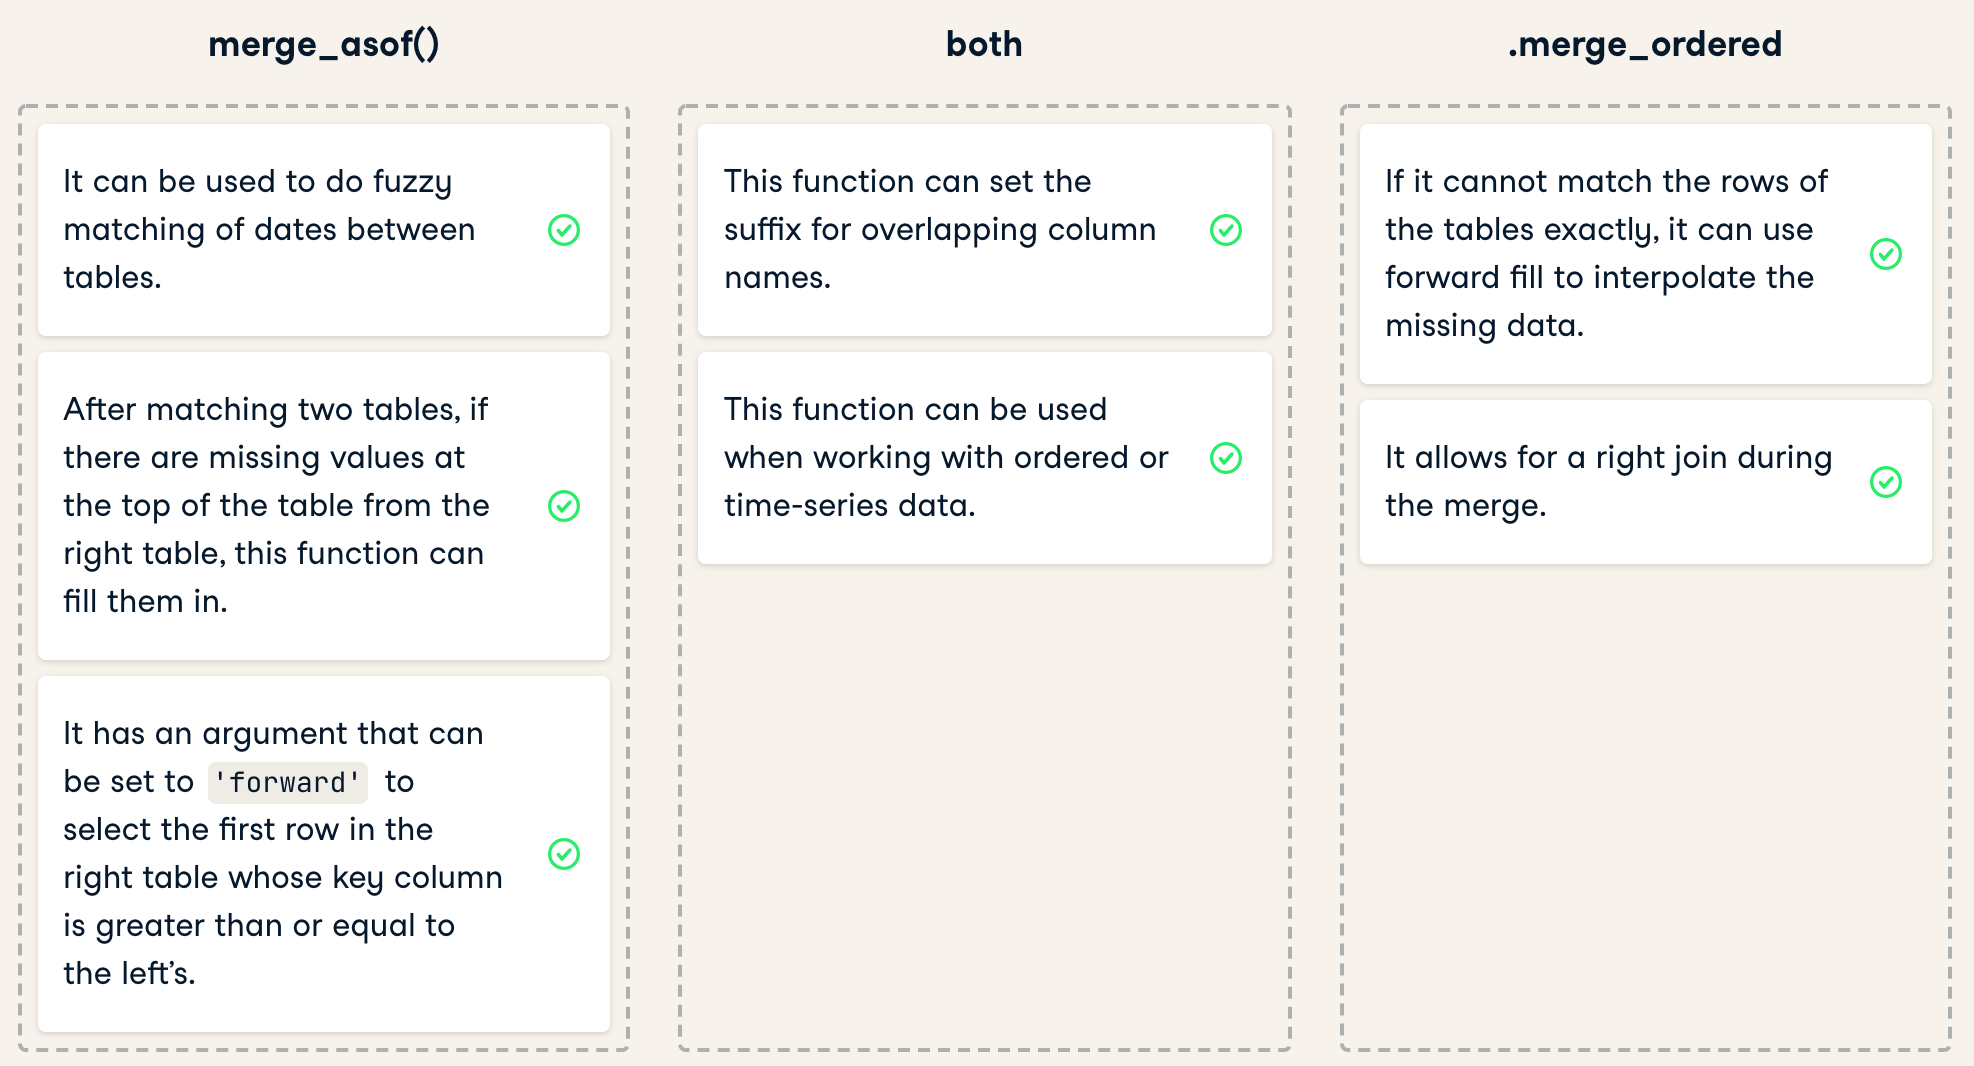 merge_asof()
It can be used to do fuzzy
matching of dates between
tables.
After matching two tables, if
there are missing values at
the top of the table from the
right table, this function can
fill them in.
It has an argument that can
be set to 'forward' to
select the first row in the
right table whose key column
is greater than or equal to
the left’s.
both
This function can set the
suffix for overlapping column
names.
This function can be used
when working with ordered or
time-series data.
.merge_ordered
If it cannot match the rows of
the tables exactly, it can use
forward fill to interpolate the
missing data.
It allows for a right join during
the merge.